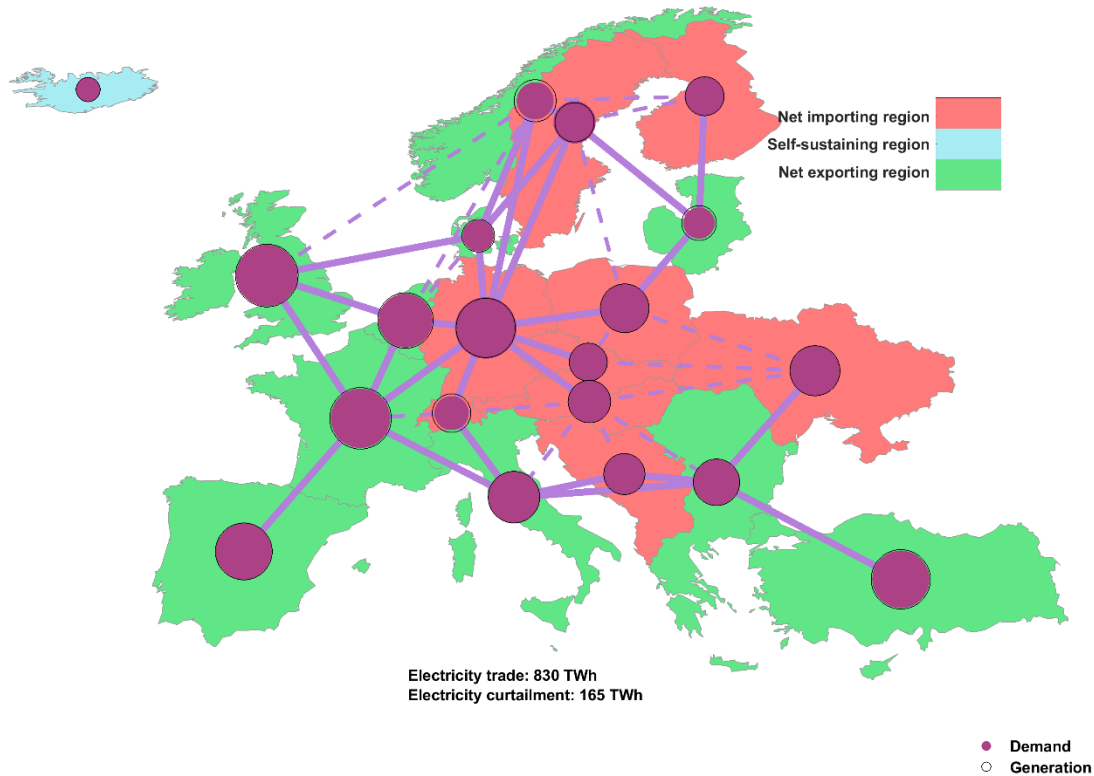 Net importing region
Self-sustaining region
Net exporting region
Electricity trade: 830 TWh
Electricity curtailment: 165 TWh
Demand
Generation